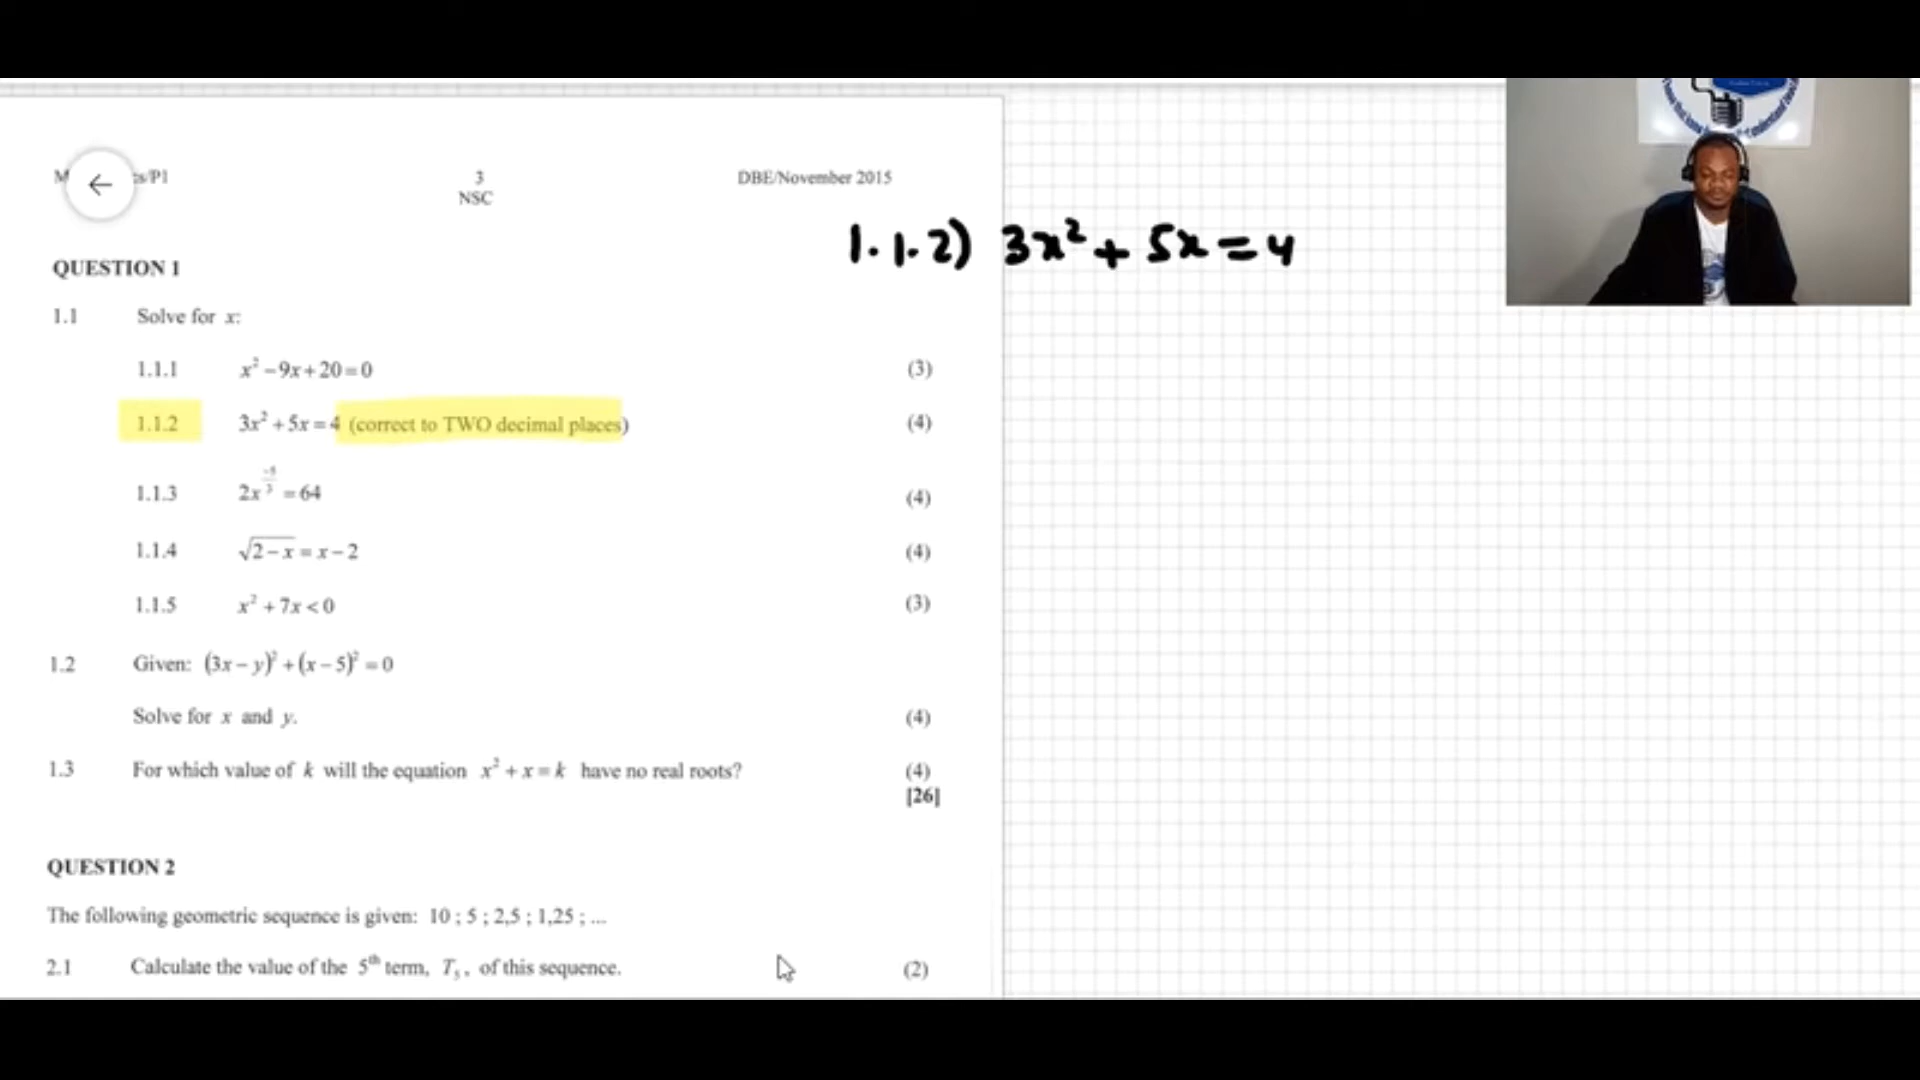 3
NSC
DBE/November 2015
1.1.2) 3x² + 5x = 4
QUESTION 1
1.1 Solve for x:
1.1.1 x² – 9x + 20 = 0 (3)
1.1.2 3x² + 5x = 4 (correct to TWO decimal places) (4)
1.1.3 2x^(-5/3) = 64 (4)
1.1.4 √(2 – x) = x – 2 (4)
1.1.5 x² + 7x < 0 (3)
1.2 Given: (3x – y)² + (x – 5)² = 0
Solve for x and y. (4)
1.3 For which value of k will the equation x² + x = k have no real roots? (4)
[26]
QUESTION 2
The following geometric sequence is given: 10 ; 5 ; 2,5 ; 1,25 ; ...
2.1 Calculate the value of the 5th term, T₅, of this sequence. (2)